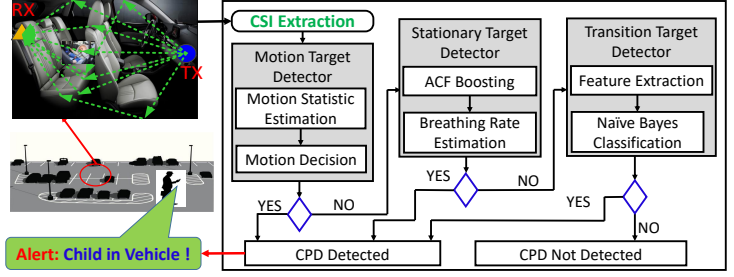 RX
TX
CSI Extraction
Motion Target
Detector
Motion Statistic
Estimation
Motion Decision
Stationary Target
Detector
ACF Boosting
Breathing Rate
Estimation
Transition Target
Detector
Feature Extraction
Naïve Bayes
Classification
YES
NO
YES
NO
YES
NO
Alert: Child in Vehicle !
CPD Detected
CPD Not Detected